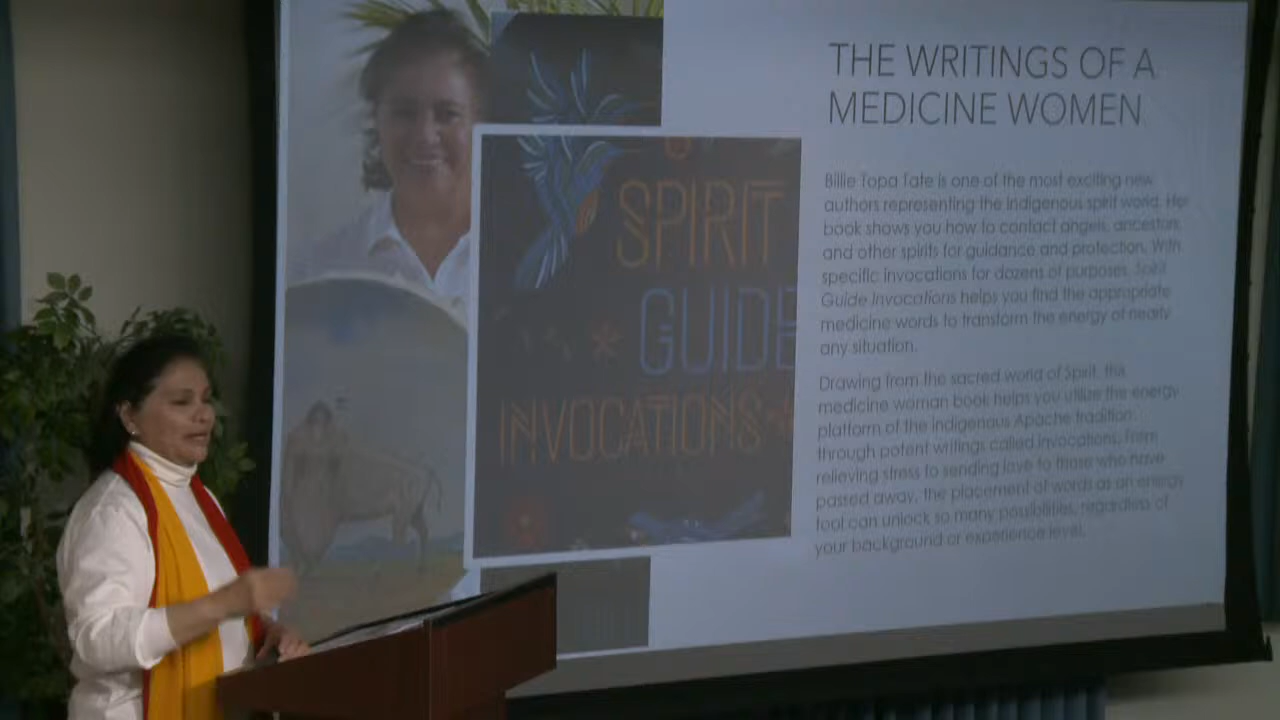 THE WRITINGS OF A
MEDICINE WOMEN
Billie Topa Tate is one of the most exciting new
authors representing the Indigenous spirit world. Her
book shows you how to contact angels, ancestors,
and other spirits for guidance and protection. With
specific invocations for dozens of purposes, Spirit
Guide Invocations helps you find the appropriate
medicine words to transform the energy of nearly
any situation.
Drawing from the sacred world of Spirit, this
medicine woman book helps you utilize the energy
platform of the Indigenous Apache tradition
through potent writings called invocations. From
relieving stress to sending love to those who have
passed away, the placement of words as an energy
tool can unlock so many possibilities, regardless of
your background or experience level.
SPIRIT
GUIDE
INVOCATIONS